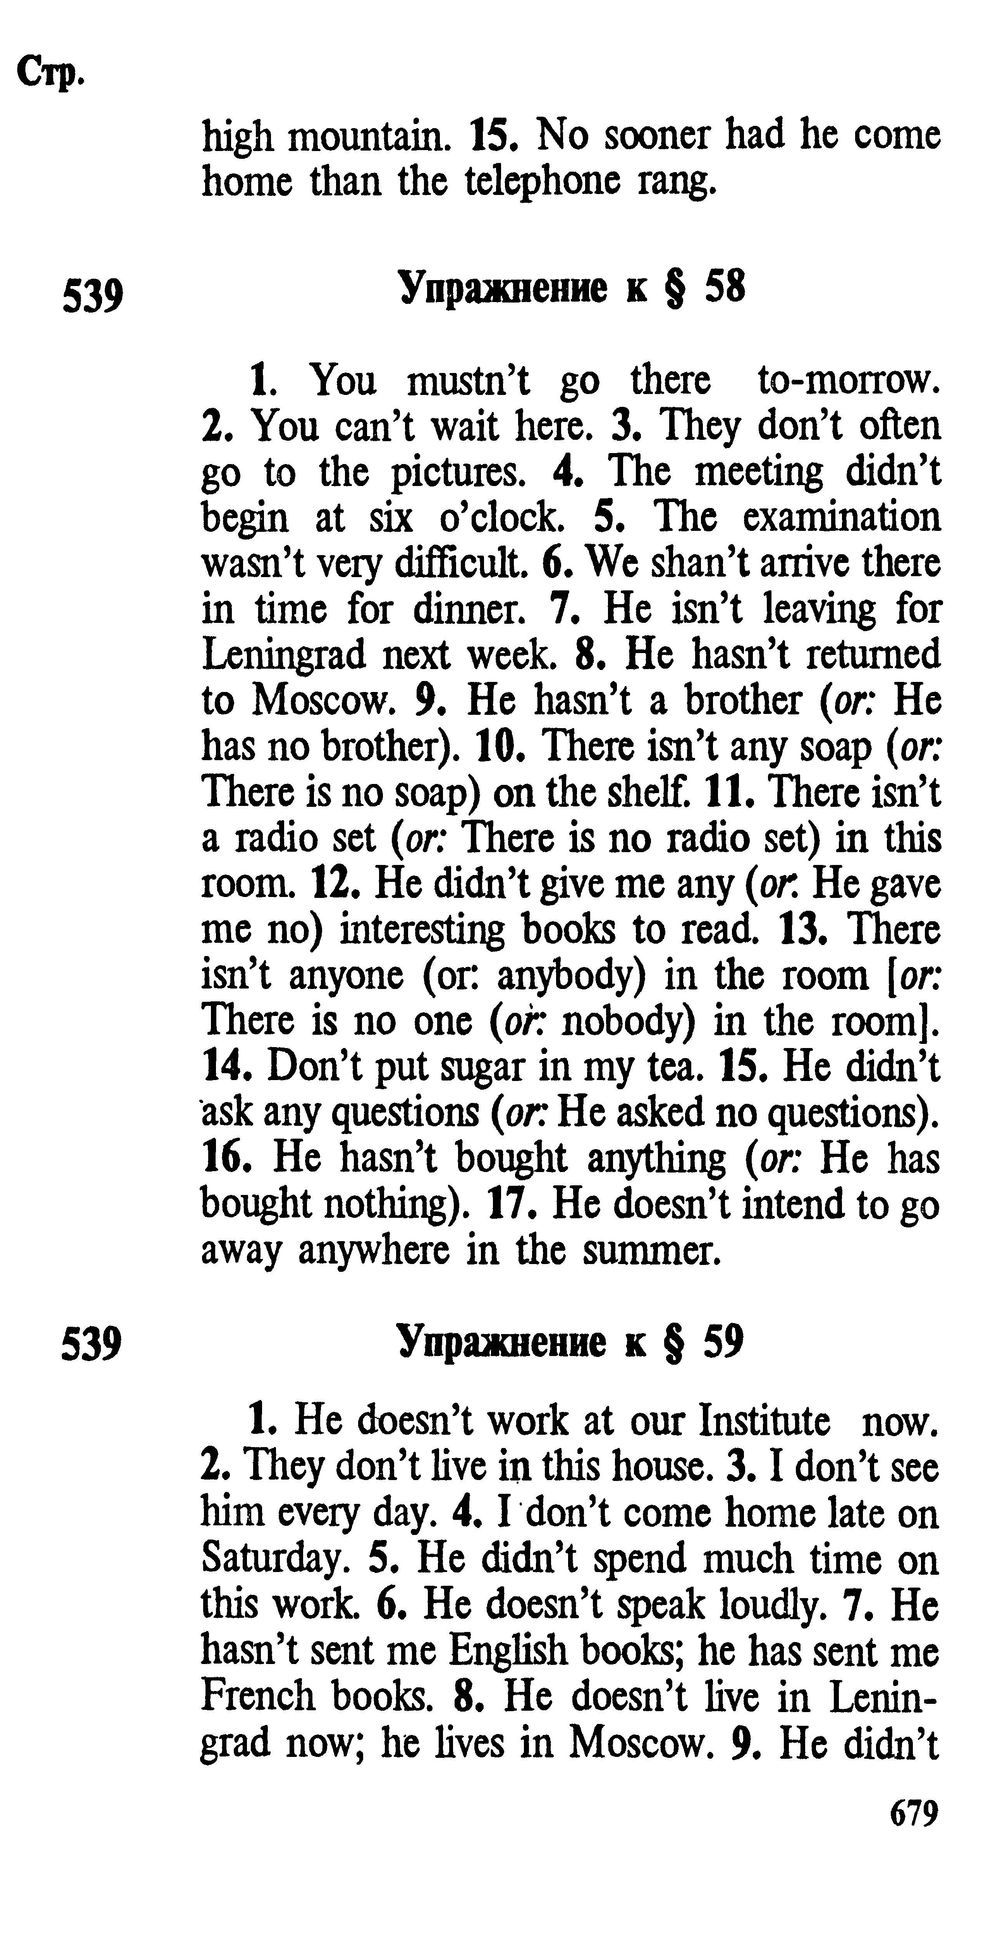 Стр.
high mountain. 15. No sooner had he come
home than the telephone rang.
539 Упражнение к § 58
1. You mustn't go there to-morrow.
2. You can't wait here. 3. They don't often
go to the pictures. 4. The meeting didn't
begin at six o'clock. 5. The examination
wasn't very difficult. 6. We shan't arrive there
in time for dinner. 7. He isn't leaving for
Leningrad next week. 8. He hasn't returned
to Moscow. 9. He hasn't a brother (or: He
has no brother). 10. There isn't any soap (or:
There is no soap) on the shelf. 11. There isn't
a radio set (or: There is no radio set) in this
room. 12. He didn't give me any (or: He gave
me no) interesting books to read. 13. There
isn't anyone (or: anybody) in the room [or:
There is no one (or: nobody) in the room].
14. Don't put sugar in my tea. 15. He didn't
ask any questions (or: He asked no questions).
16. He hasn't bought anything (or: He has
bought nothing). 17. He doesn't intend to go
away anywhere in the summer.
539 Упражнение к § 59
1. He doesn't work at our Institute now.
2. They don't live in this house. 3. I don't see
him every day. 4. I don't come home late on
Saturday. 5. He didn't spend much time on
this work. 6. He doesn't speak loudly. 7. He
hasn't sent me English books; he has sent me
French books. 8. He doesn't live in Lenin-
grad now; he lives in Moscow. 9. He didn't
679